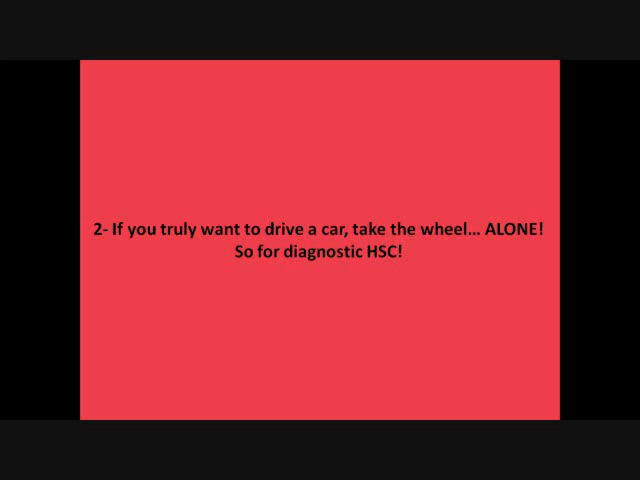 2- If you truly want to drive a car, take the wheel... ALONE!
So for diagnostic HSC!